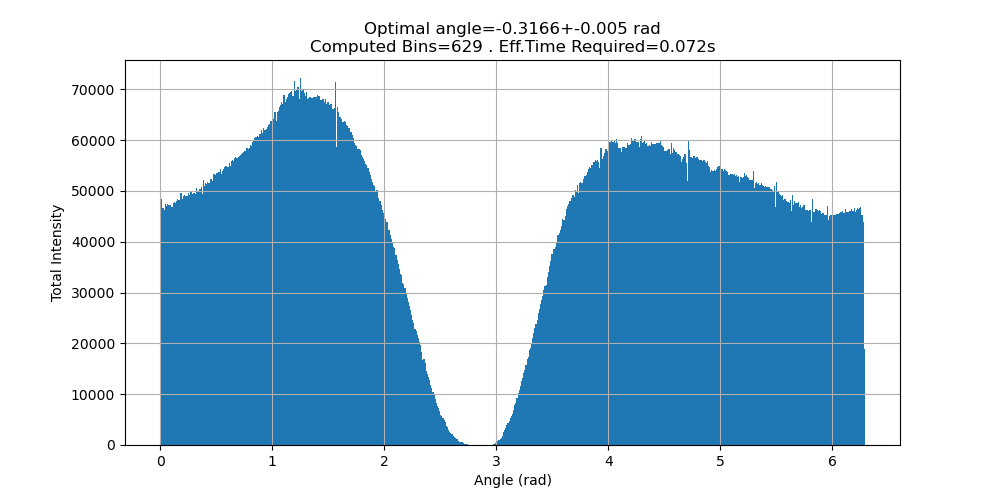 Optimal angle=-0.3166+-0.005 rad
Computed Bins=629 . Eff.Time Required=0.072s
Total Intensity
70000
60000
50000
40000
30000
20000
10000
0
0 1 2 3 4 5 6
Angle (rad)